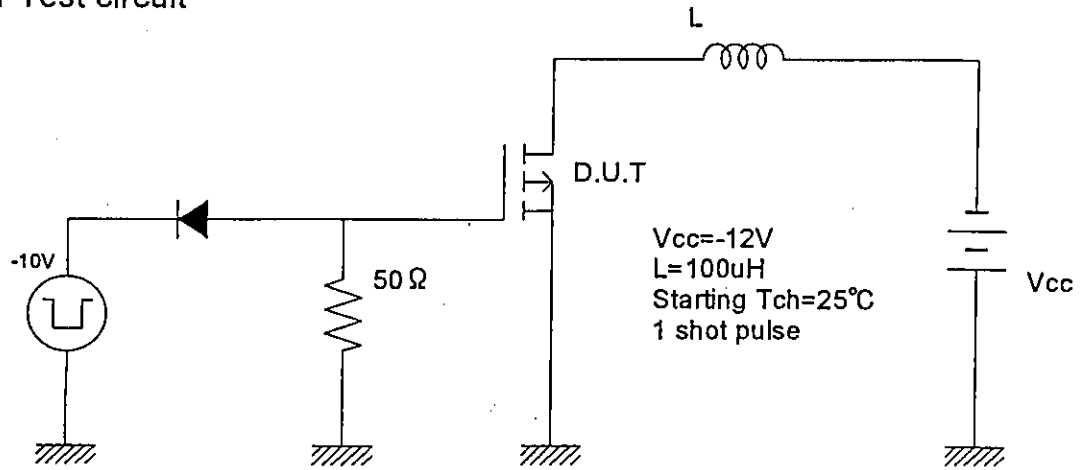 Test circuit
L
D.U.T
-10V
50Ω
Vcc=-12V
L=100uH
Starting Tch=25°C
1 shot pulse
Vcc